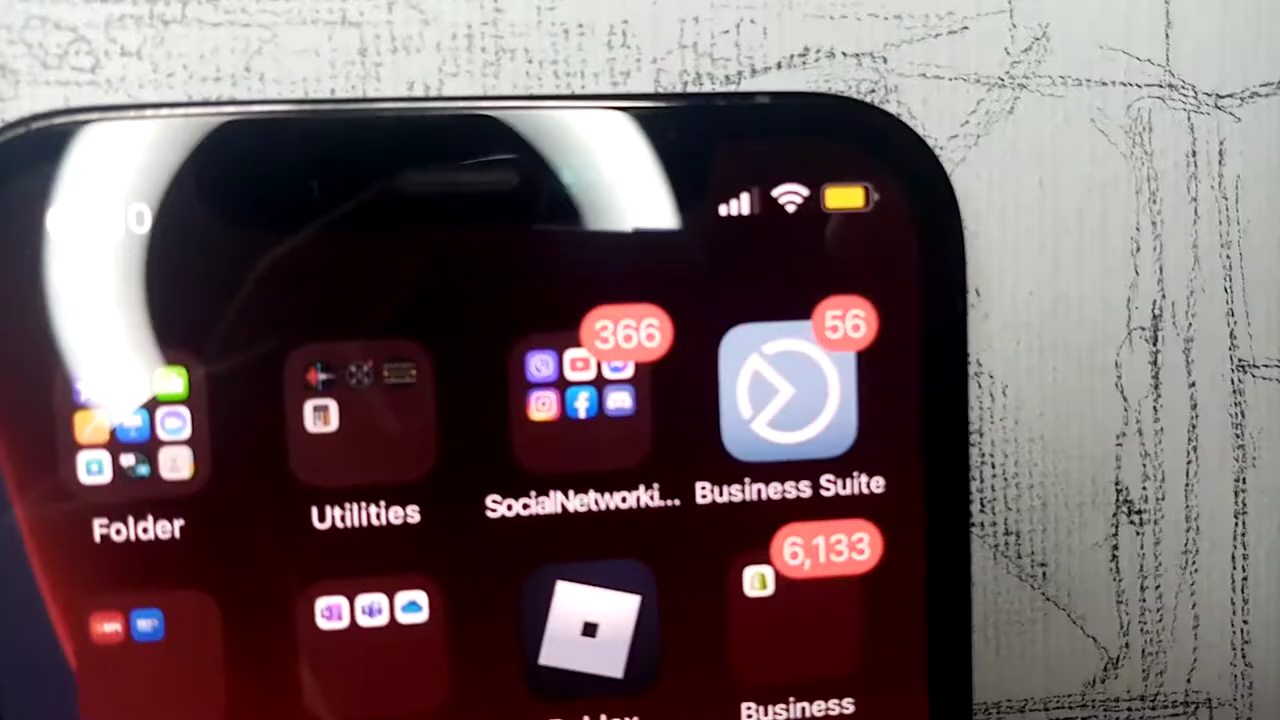 366
56
Folder
Utilities
SocialNetworki...
Business Suite
6,133
Business